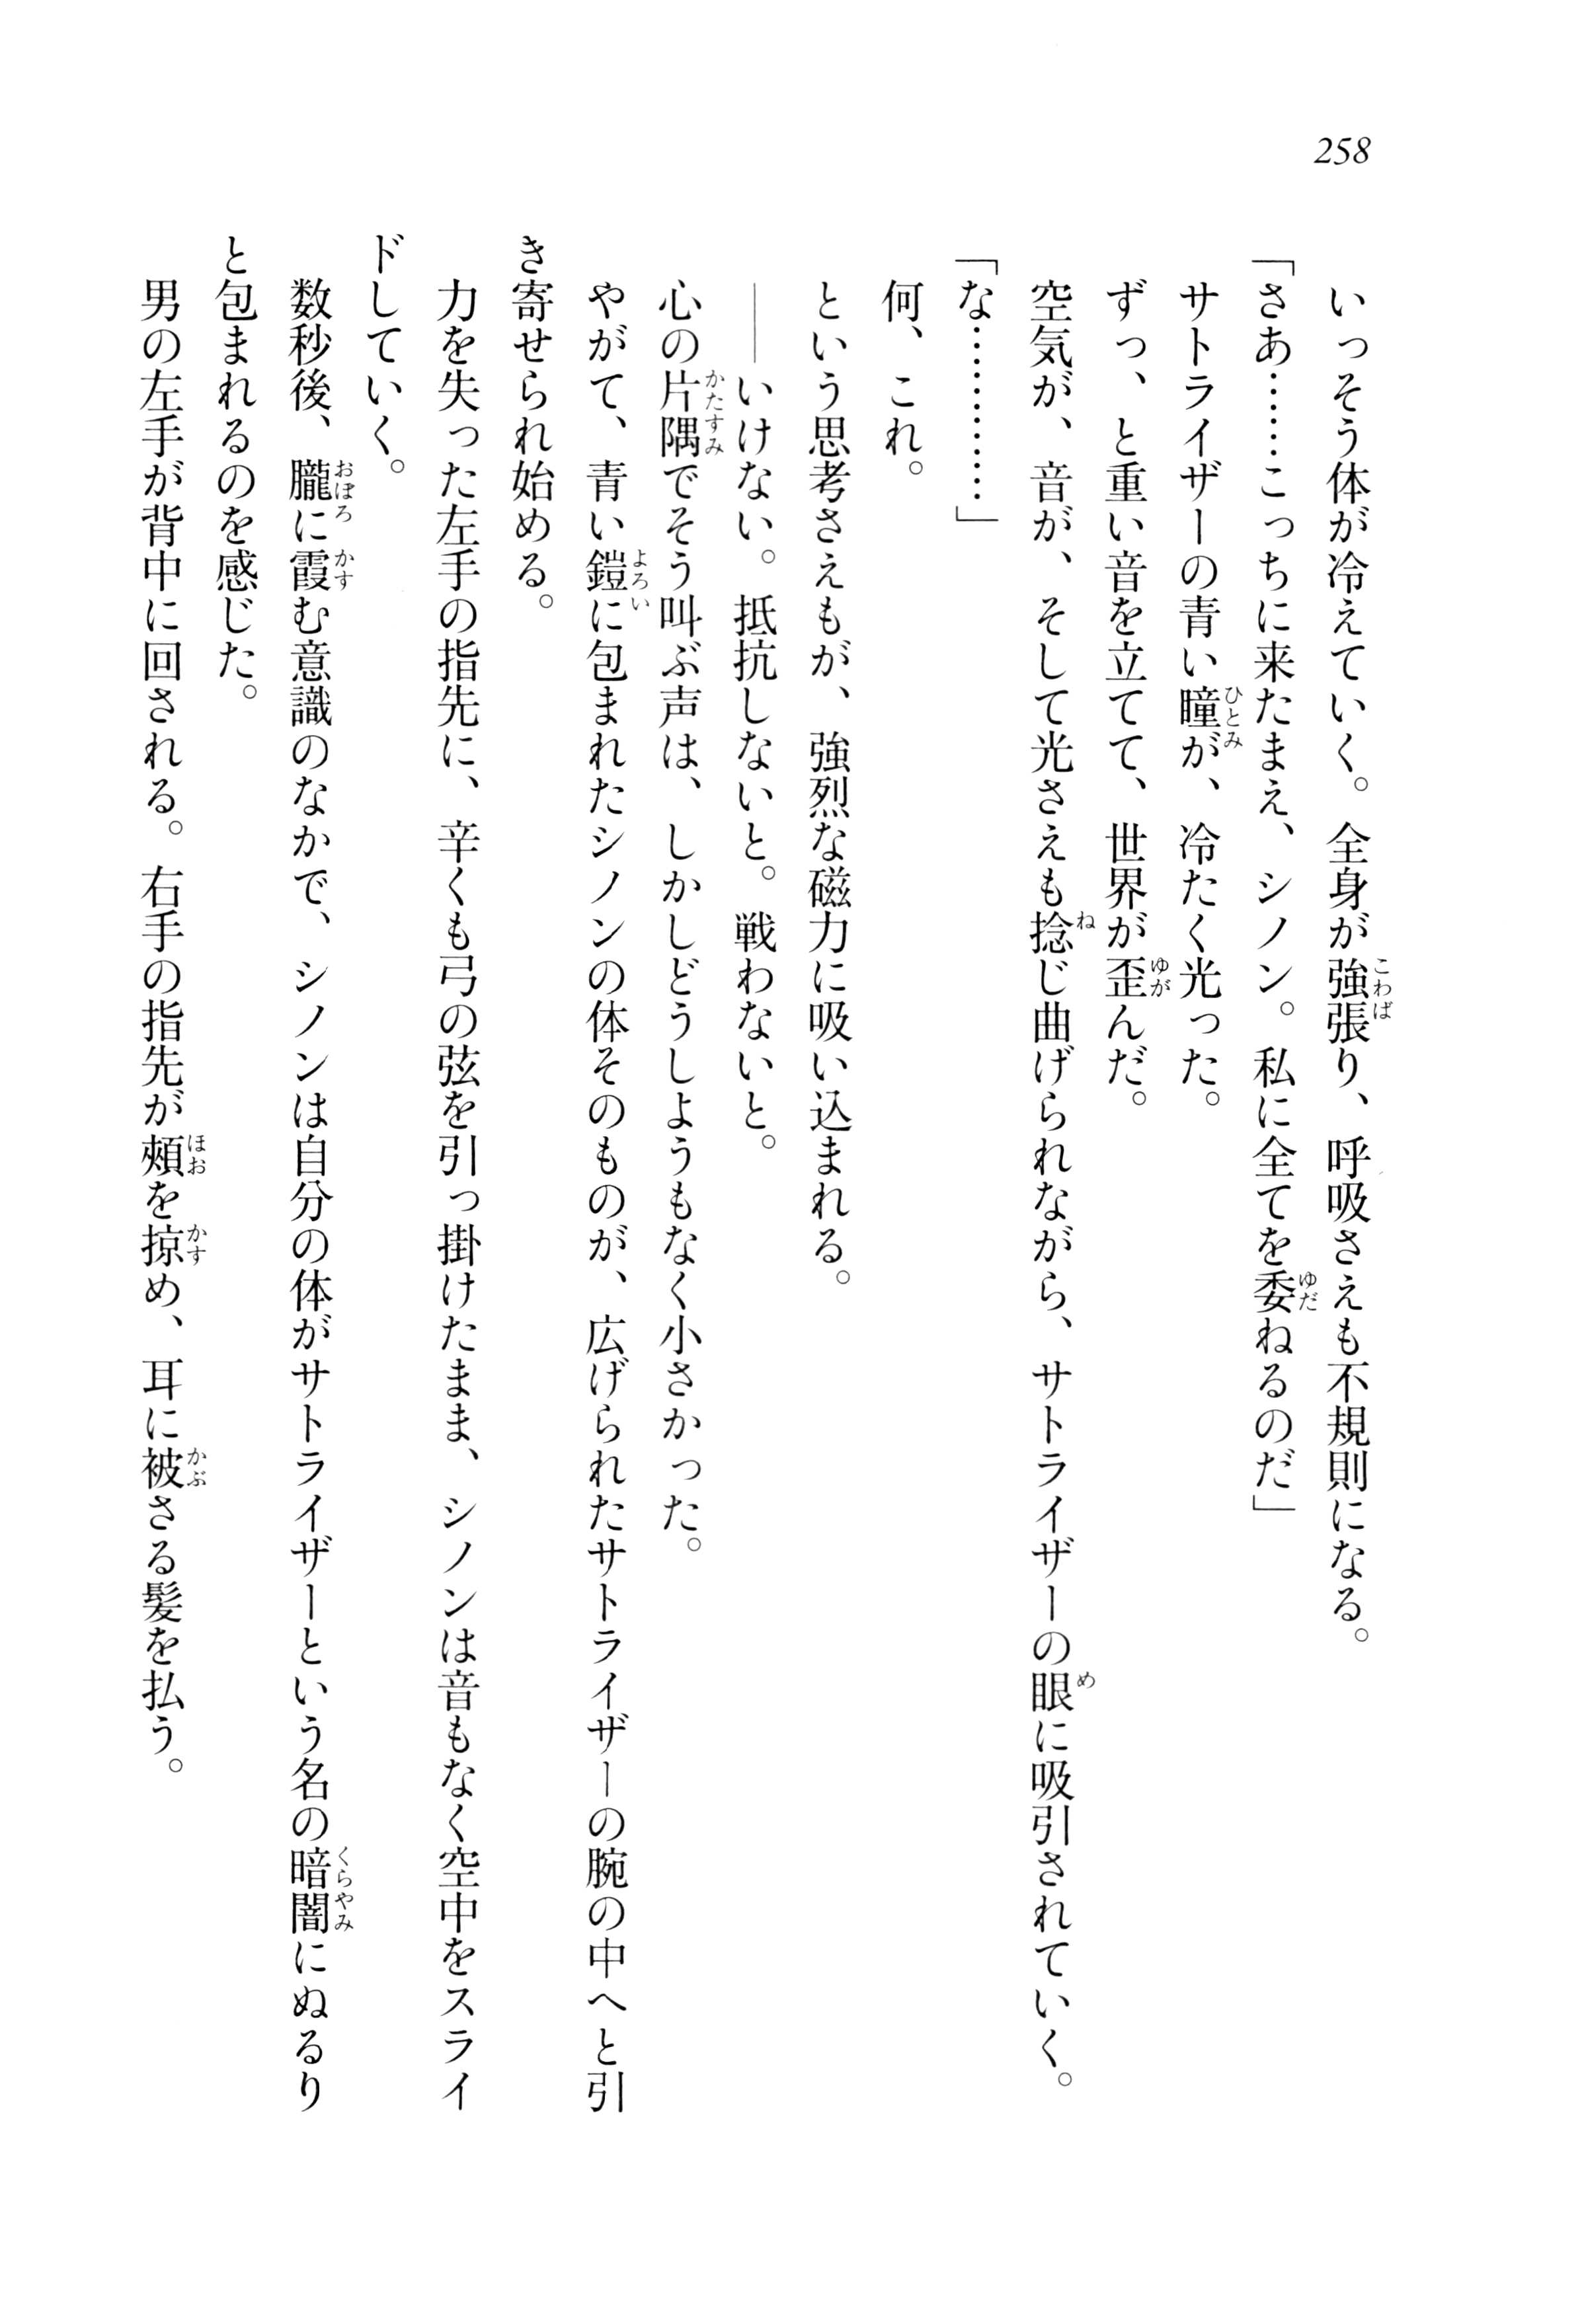 258
いっそう体が冷えていく。全身が強張り、呼吸さえも不規則になる。
「さあ……こっちに来たまえ、シノン。私に全てを委ねるのだ」
サトライザーの青い瞳が、冷たく光った。
ずっ、と重い音を立てて、世界が歪んだ。
空気が、音が、そして光さえも捻じ曲げられながら、サトライザーの眼に吸引されていく。
「な…………」
何、これ。
という思考さえもが、強烈な磁力に吸い込まれる。
――いけない。抵抗しないと。戦わないと。
心の片隅でそう叫ぶ声は、しかしどうしようもなく小さかった。
やがて、青い鎧に包まれたシノンの体そのものが、広げられたサトライザーの腕の中へと引
き寄せられ始める。
力を失った左手の指先に、辛くも弓の弦を引っ掛けたまま、シノンは音もなく空中をスライ
ドしていく。
数秒後、朧に霞む意識のなかで、シノンは自分の体がサトライザーという名の暗闇にぬるり
と包まれるのを感じた。
男の左手が背中に回される。右手の指先が頰を掠め、耳に被さる髪を払う。